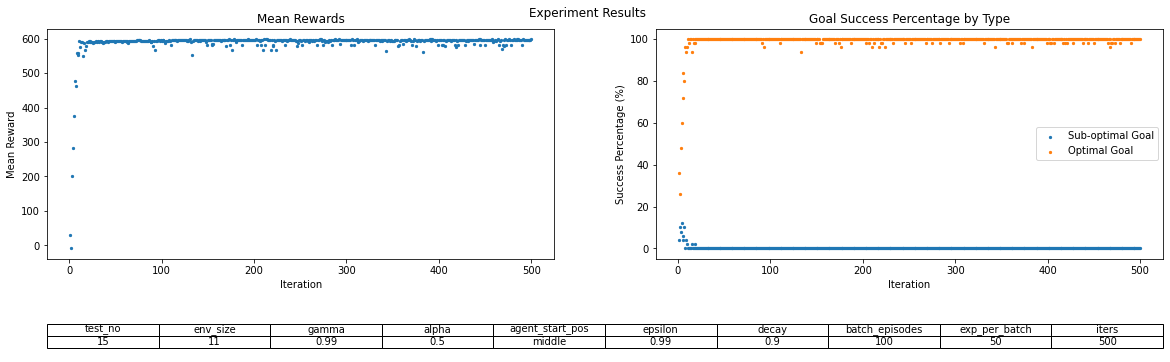 Experiment Results
Mean Rewards
Mean Reward
600
500
400
300
200
100
0
0 100 200 300 400 500
Iteration
Goal Success Percentage by Type
Success Percentage (%)
100
80
60
40
20
0
Sub-optimal Goal
Optimal Goal
0 100 200 300 400 500
Iteration
test_no env_size gamma alpha agent_start_pos epsilon decay batch_episodes exp_per_batch iters
15 11 0.99 0.5 middle 0.99 0.9 100 50 500